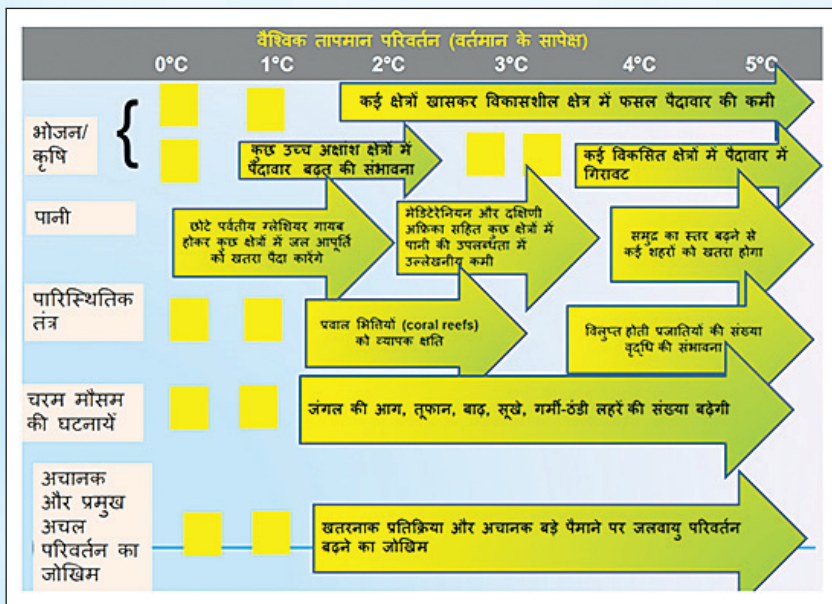 वैश्विक तापमान परिवर्तन (वर्तमान के सापेक्ष)
0°C 1°C 2°C 3°C 4°C 5°C
भोजन/
कृषि
कई क्षेत्रों खासकर विकासशील क्षेत्र में फसल पैदावार की कमी
कुछ उच्च अक्षांश क्षेत्रों में
पैदावार बढ़त की संभावना
कई विकसित क्षेत्रों में पैदावार में
गिरावट
पानी
छोटे पर्वतीय ग्लेशियर गायब
होकर कुछ क्षेत्रों में जल आपूर्ति
को खतरा पैदा कारेंगे
मेडिटेरेनियन और दक्षिणी
अफ्रिका सहित कुछ क्षेत्रों में
पानी की उपलब्धता में
उल्लेखनीय कमी
समुद्र का स्तर बढ़ने से
कई शहरों को खतरा होगा
पारिस्थितिक
तंत्र
प्रवाल भितियों (coral reefs)
को व्यापक क्षति
विलुप्त होती प्रजातियों की संख्या
वृद्धि की संभावना
चरम मौसम
की घटनायें
जंगल की आग, तूफान, बाढ़, सूखे, गर्मी-ठंडी लहरें की संख्या बढ़ेगी
अचानक
और प्रमुख
अचल
परिवर्तन का
जोखिम
खतरनाक प्रतिक्रिया और अचानक बड़े पैमाने पर जलवायु परिवर्तन
बढ़ने का जोखिम